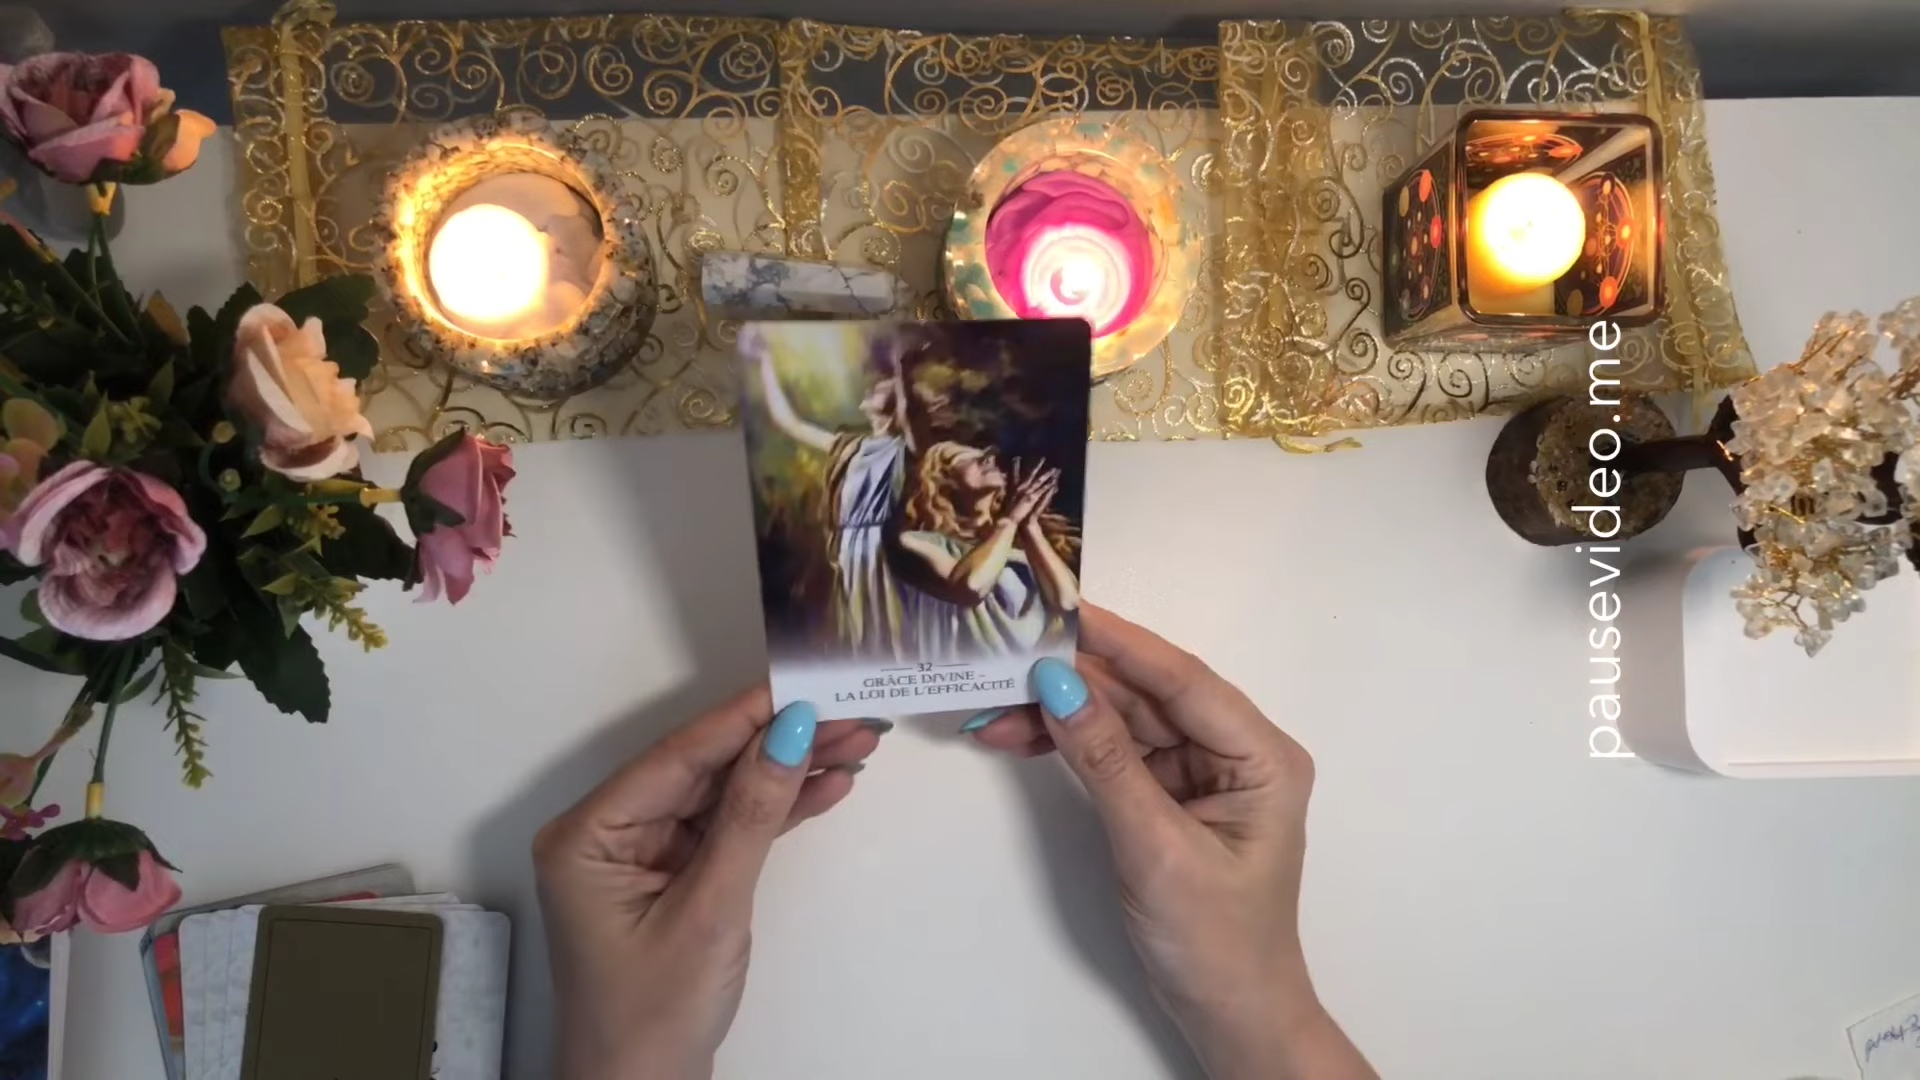 32
GRÂCE DIVINE –
LA LOI DE L'EFFICACITÉ
pausevideo.me